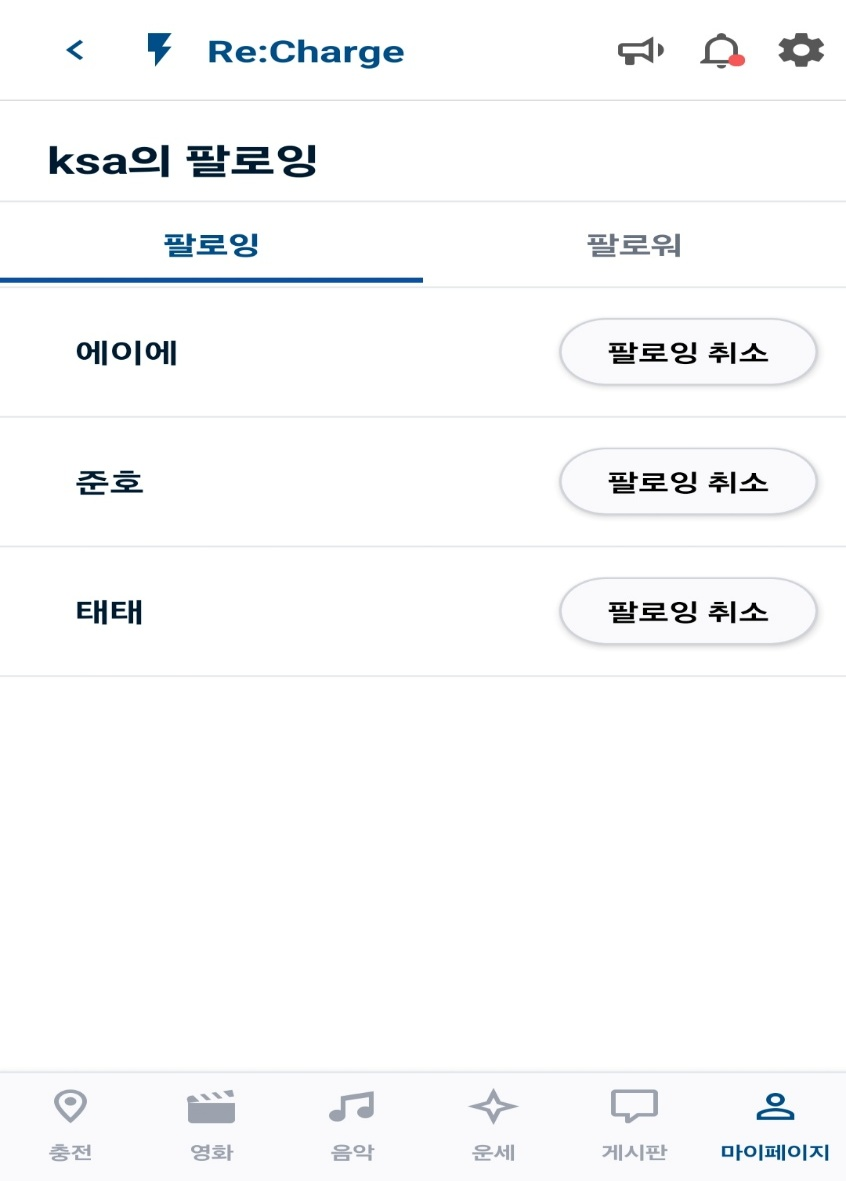 Re:Charge
ksa의 팔로잉
팔로잉 팔로워
에이에 팔로잉 취소
준호 팔로잉 취소
태태 팔로잉 취소
충전 영화 음악 운세 게시판 마이페이지